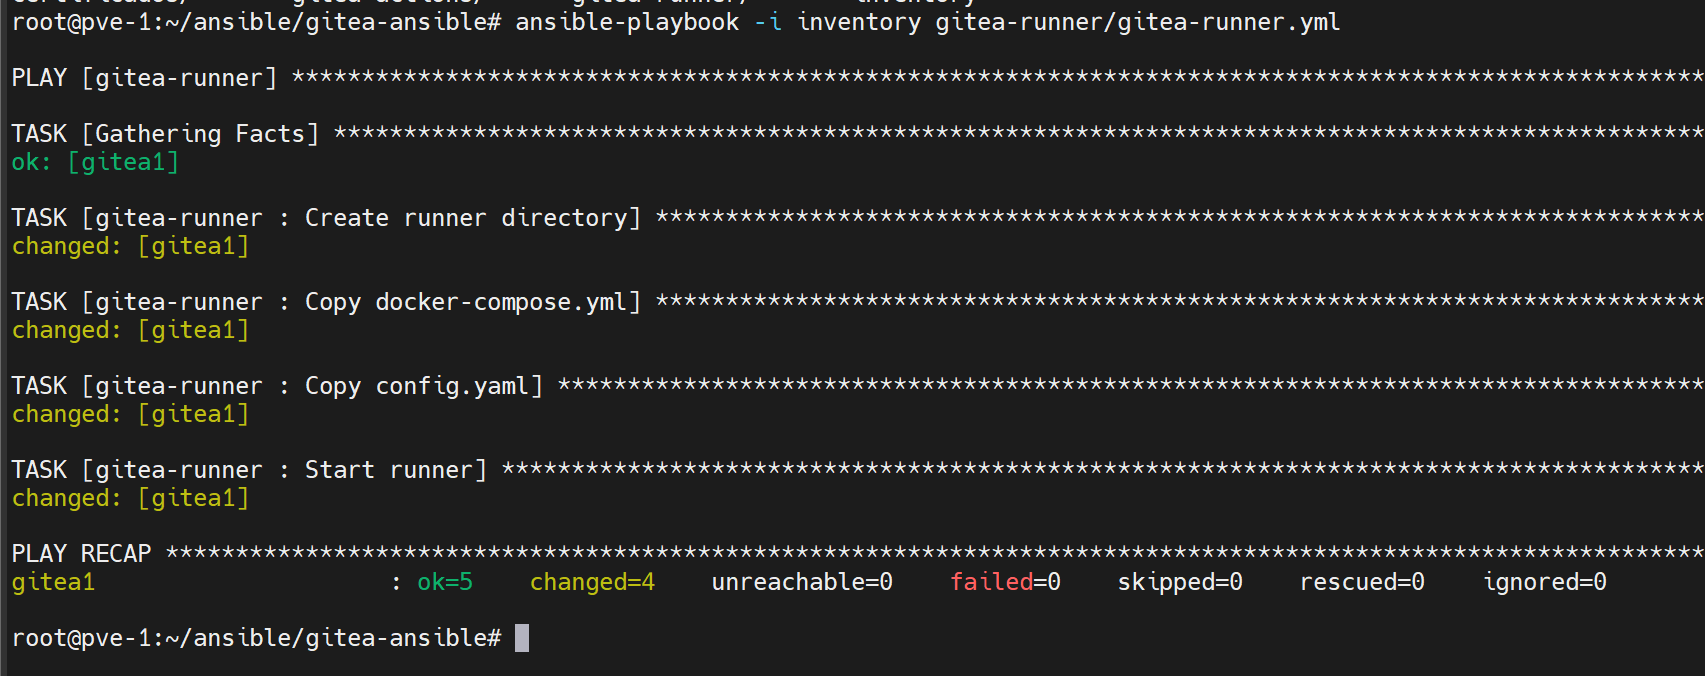 root@pve-1:~/ansible/gitea-ansible# ansible-playbook -i inventory gitea-runner/gitea-runner.yml
PLAY [gitea-runner] *****************************************************************************************************
TASK [Gathering Facts] **************************************************************************************************
ok: [gitea1]
TASK [gitea-runner : Create runner directory] ***************************************************************************
changed: [gitea1]
TASK [gitea-runner : Copy docker-compose.yml] ***************************************************************************
changed: [gitea1]
TASK [gitea-runner : Copy config.yaml] **********************************************************************************
changed: [gitea1]
TASK [gitea-runner : Start runner] **************************************************************************************
changed: [gitea1]
PLAY RECAP **************************************************************************************************************
gitea1                     : ok=5    changed=4    unreachable=0    failed=0    skipped=0    rescued=0    ignored=0
root@pve-1:~/ansible/gitea-ansible#